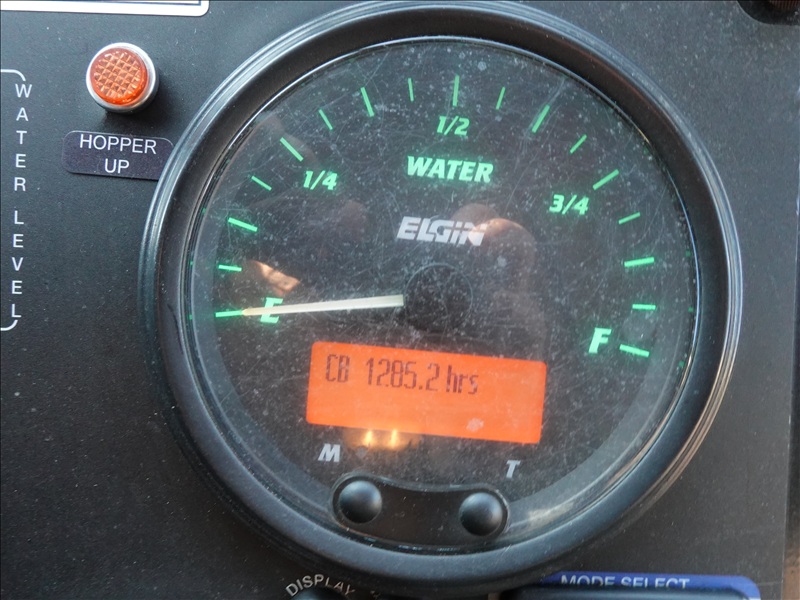 WATER LEVEL
HOPPER
UP
1/2
WATER
1/4
3/4
ELGIN
E
F
CB 1285.2 hrs
M
T
DISPLAY
MODE SELECT